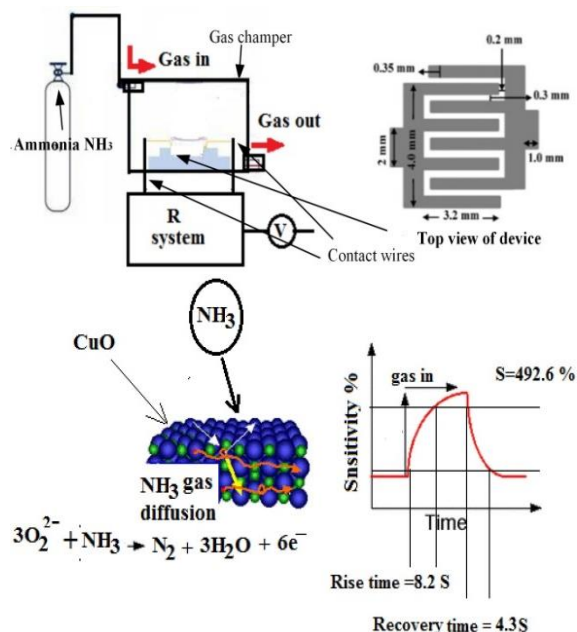 Gas champer
Gas in
Gas out
Ammonia NH₃
R
system
V
Contact wires
0.2 mm
0.35 mm
0.3 mm
2 mm
4.0 mm
1.0 mm
3.2 mm
Top view of device
NH₃
CuO
NH₃ gas
diffusion
3O₂²⁻ + NH₃ → N₂ + 3H₂O + 6e⁻
gas in
S=492.6 %
Snsitivity %
Time
Rise time =8.2 S
Recovery time = 4.3S